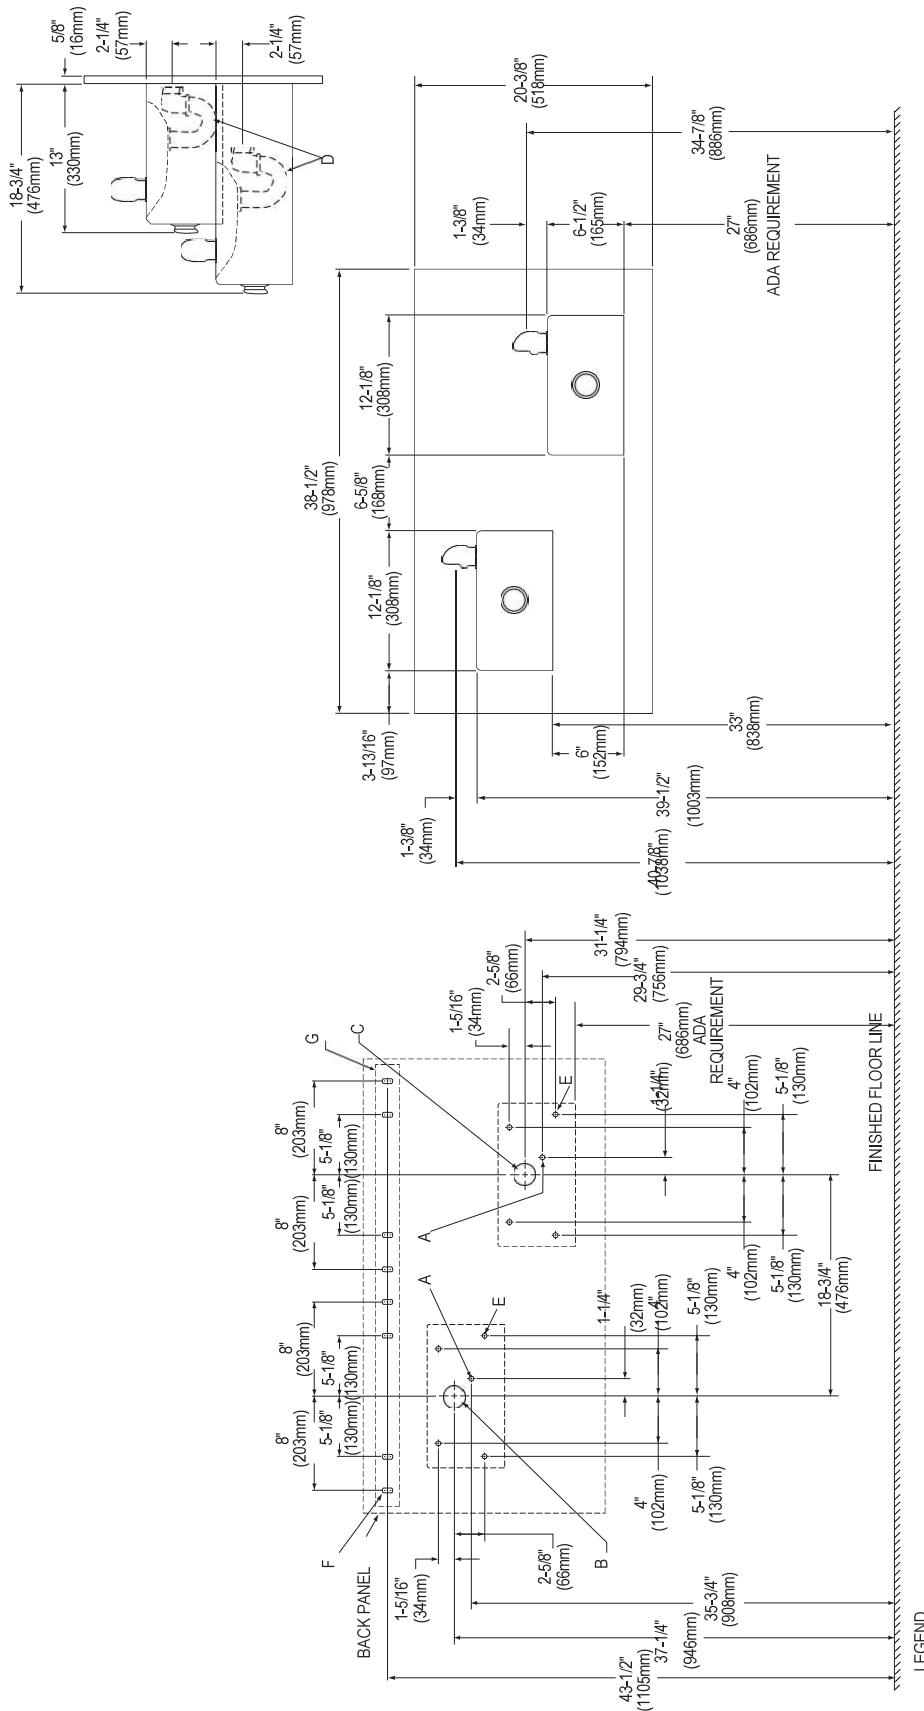 5/8"
(16mm)
2-1/4"
(57mm)
2-1/4"
(57mm)
18-3/4"
(476mm)
13"
(330mm)
D
20-3/8"
(518mm)
34-7/8"
(886mm)
1-3/8"
(34mm)
6-1/2"
(165mm)
27"
(686mm)
ADA REQUIREMENT
38-1/2"
(978mm)
12-1/8"
(308mm)
6-5/8"
(168mm)
12-1/8"
(308mm)
3-13/16"
(97mm)
1-3/8"
(34mm)
6"
(152mm)
33"
(838mm)
39-1/2"
(1003mm)
40-7/8"
(1038mm)
31-1/4"
(794mm)
2-5/8"
(66mm)
29-3/4"
(756mm)
1-5/16"
(34mm)
27"
(686mm)
ADA
REQUIREMENT
G
C
E
1-1/4"
(32mm)
4"
(102mm)
5-1/8"
(130mm)
8"
(203mm)
5-1/8"
(130mm)
8"
(203mm)
5-1/8"
(130mm)
A
A
E
4"
(102mm)
5-1/8"
(130mm)
18-3/4"
(476mm)
FINISHED FLOOR LINE
8"
(203mm)
5-1/8"
(130mm)
8"
(203mm)
5-1/8"
(130mm)
1-1/4"
(32mm)
4"
(102mm)
5-1/8"
(130mm)
4"
(102mm)
5-1/8"
(130mm)
F
BACK PANEL
1-5/16"
(34mm)
2-5/8"
(66mm)
B
35-3/4"
(908mm)
37-1/4"
(946mm)
43-1/2"
(1105mm)
LEGEND